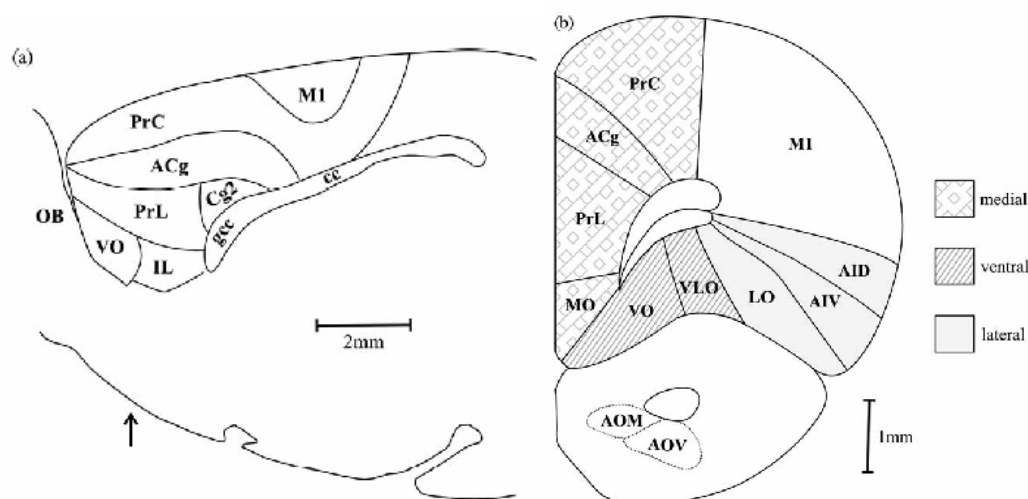 (a)
M1
PrC
ACg
Cg2
cc
PrL
OB
gcc
VO
IL
2mm
(b)
PrC
ACg
M1
PrL
medial
AID
ventral
MO
VO
VLO
LO
AIV
lateral
AOM
AOV
1mm